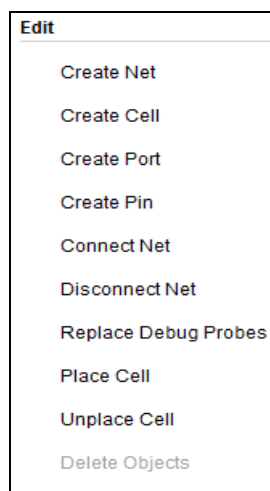 Edit
Create Net
Create Cell
Create Port
Create Pin
Connect Net
Disconnect Net
Replace Debug Probes
Place Cell
Unplace Cell
Delete Objects